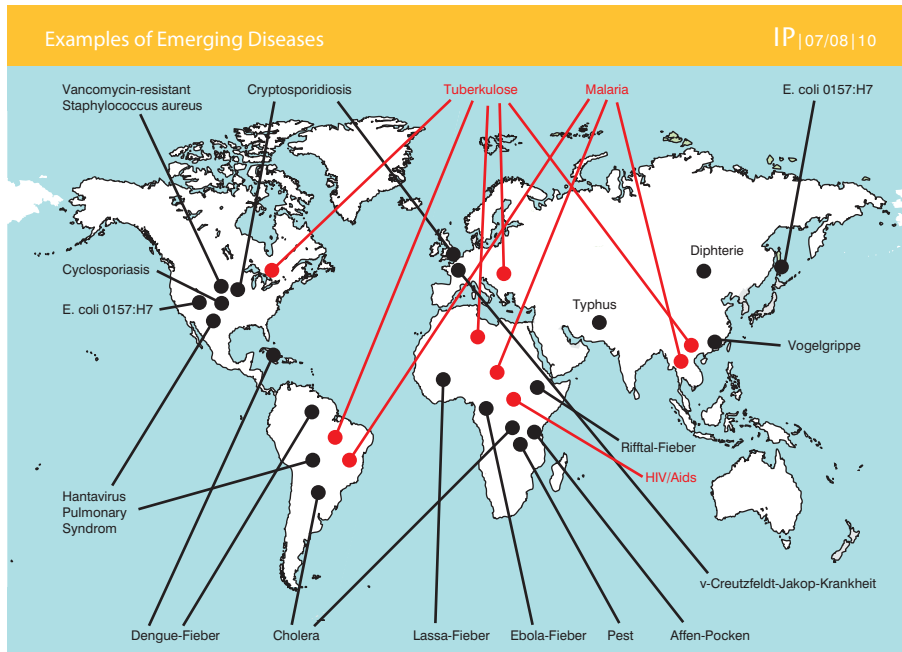 Examples of Emerging Diseases
IP|07/08|10
Vancomycin-resistant
Staphylococcus aureus
Cryptosporidiosis
Tuberkulose
Malaria
E. coli 0157:H7
Cyclosporiasis
E. coli 0157:H7
Diphterie
Typhus
Vogelgrippe
Rifftal-Fieber
HIV/Aids
Hantavirus
Pulmonary
Syndrom
v-Creutzfeldt-Jakop-Krankheit
Dengue-Fieber
Cholera
Lassa-Fieber
Ebola-Fieber
Pest
Affen-Pocken